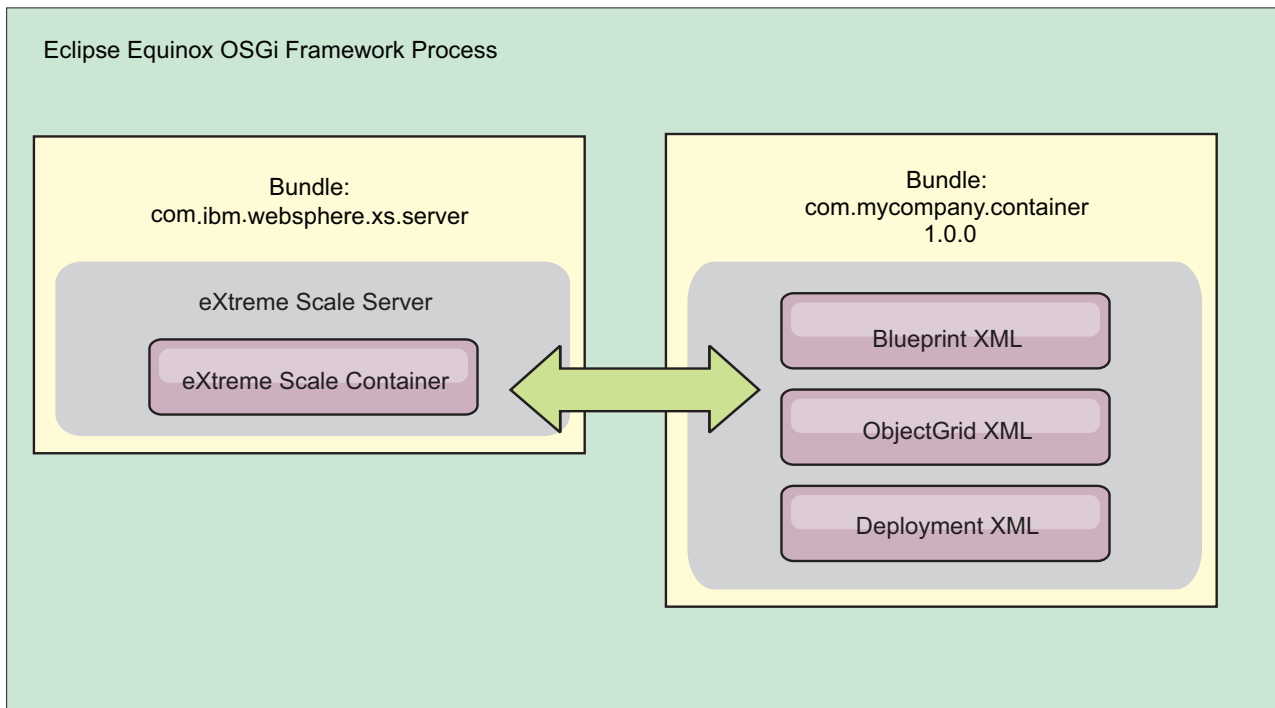 Eclipse Equinox OSGi Framework Process
Bundle:
com.ibm.websphere.xs.server
eXtreme Scale Server
eXtreme Scale Container
Bundle:
com.mycompany.container
1.0.0
Blueprint XML
ObjectGrid XML
Deployment XML